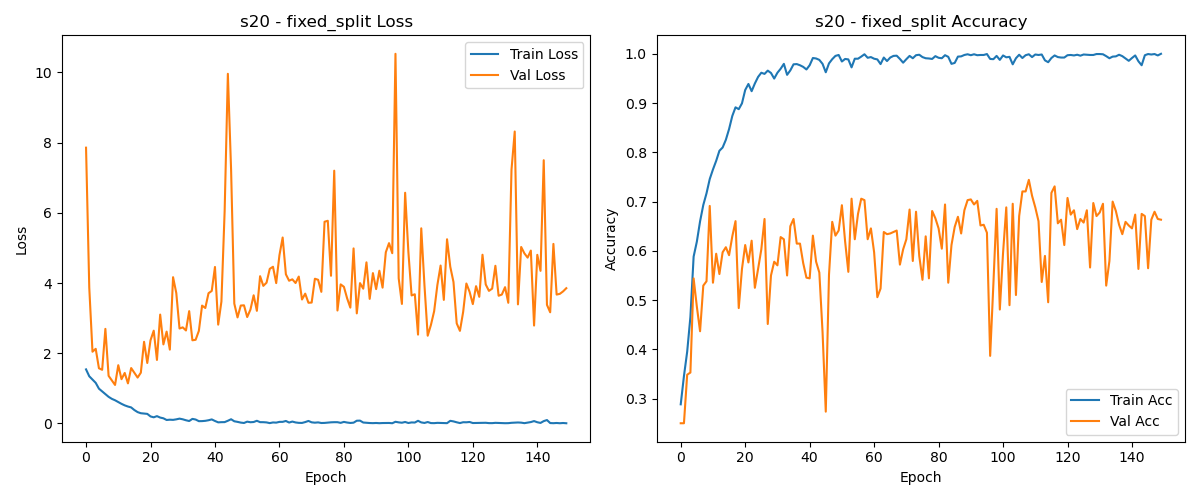 s20 - fixed_split Loss
Loss
10
8
6
4
2
0
0 20 40 60 80 100 120 140
Epoch
Train Loss
Val Loss
s20 - fixed_split Accuracy
Accuracy
1.0
0.9
0.8
0.7
0.6
0.5
0.4
0.3
0 20 40 60 80 100 120 140
Epoch
Train Acc
Val Acc